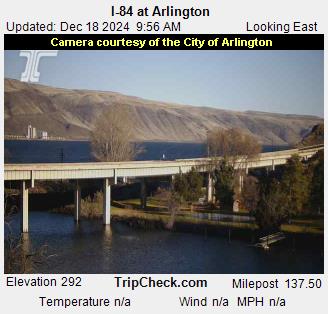 I-84 at Arlington
Updated: Dec 18 2024  9:56 AM Looking East
Camera courtesy of the City of Arlington
Elevation 292 TripCheck.com Milepost 137.50
Temperature n/a Wind n/a MPH n/a